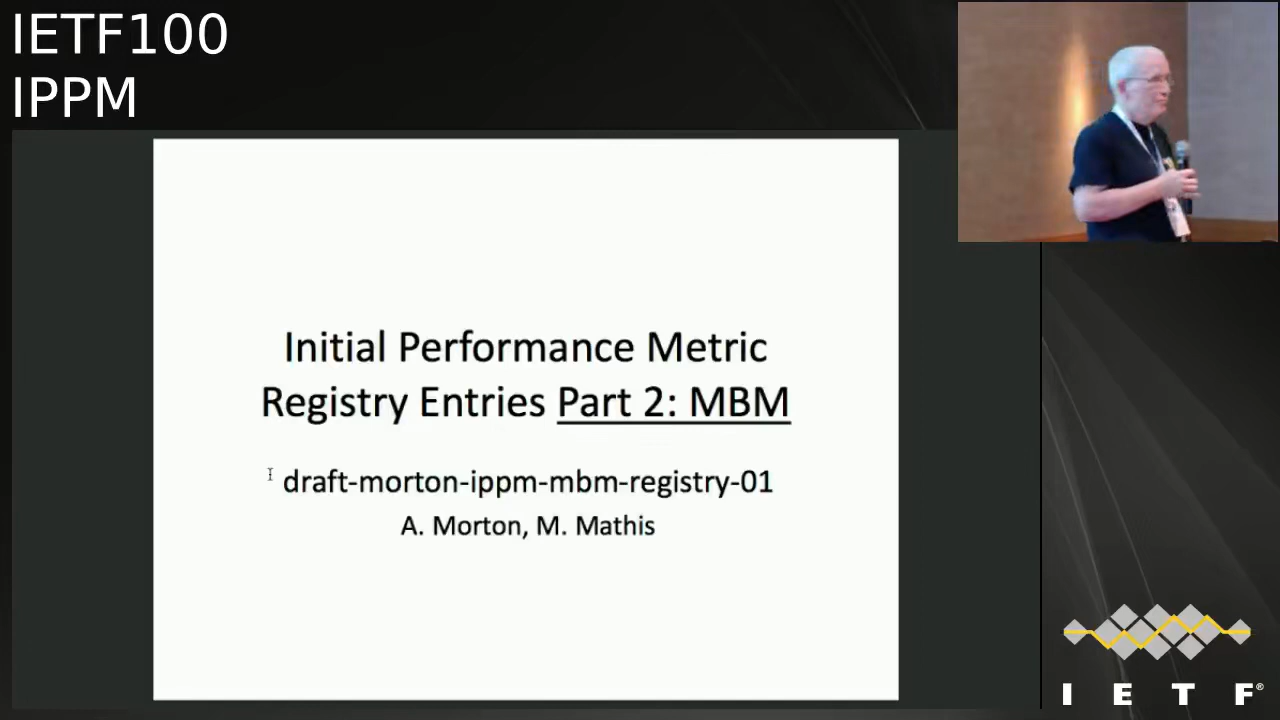 IETF100
IPPM
Initial Performance Metric
Registry Entries Part 2: MBM
draft-morton-ippm-mbm-registry-01
A. Morton, M. Mathis
I E T F®